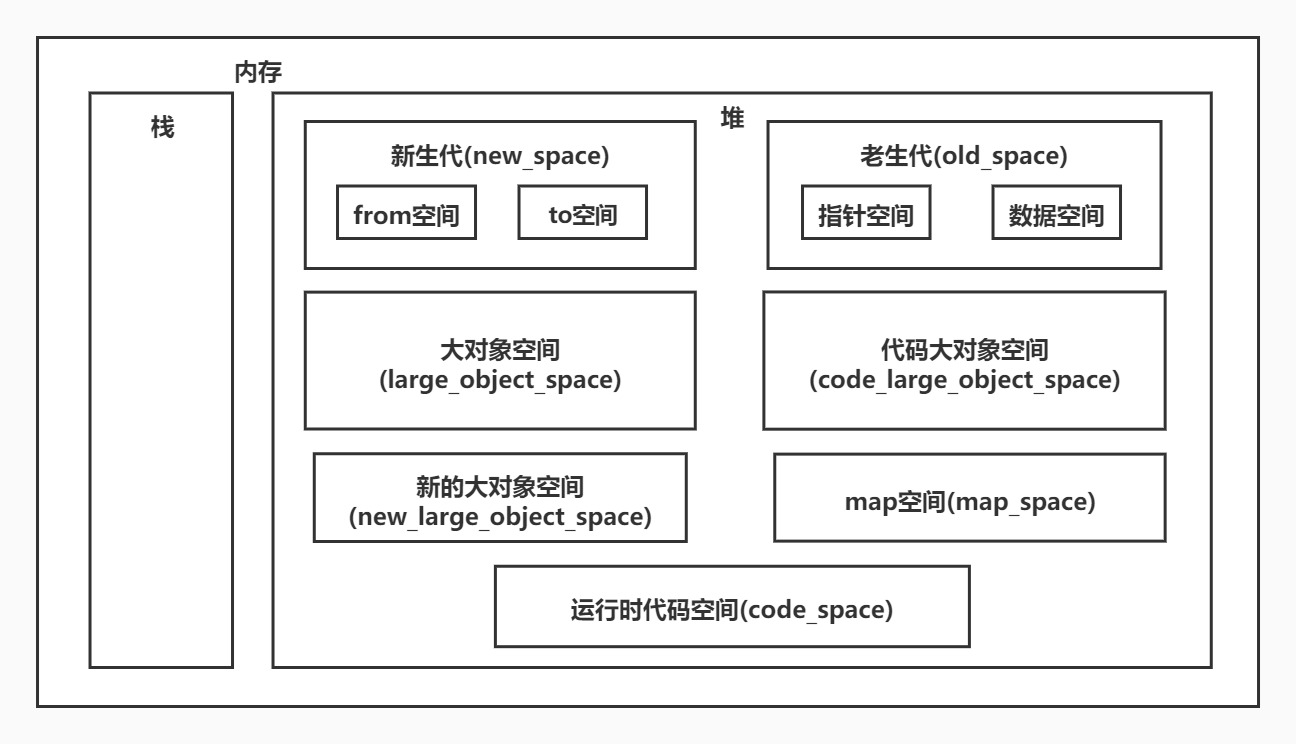 内存
栈
堆
新生代(new_space)
from空间
to空间
老生代(old_space)
指针空间
数据空间
大对象空间
(large_object_space)
代码大对象空间
(code_large_object_space)
新的大对象空间
(new_large_object_space)
map空间(map_space)
运行时代码空间(code_space)